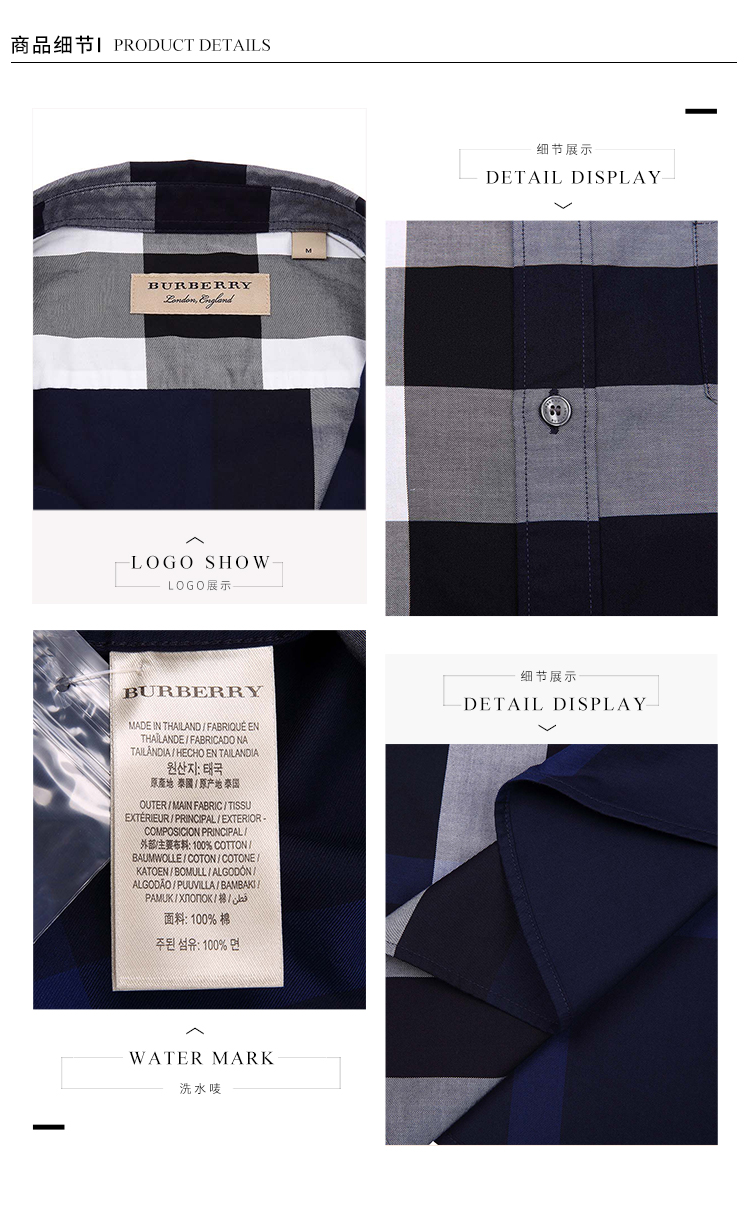 商品细节 PRODUCT DETAILS
M
BURBERRY
London, England
LOGO SHOW
LOGO展示
细节展示
DETAIL DISPLAY
BURBERRY
MADE IN THAILAND / FABRIQUÉ EN
THAÏLANDE / FABRICADO NA
TAILÂNDIA / HECHO EN TAILANDIA
원산지: 태국
原産地 泰國 / 原产地 泰国
OUTER / MAIN FABRIC / TISSU
EXTÉRIEUR / PRINCIPAL / EXTERIOR -
COMPOSICION PRINCIPAL /
外部/主要布料: 100% COTTON /
BAUMWOLLE / COTON / COTONE /
KATOEN / BOMULL / ALGODÓN /
ALGODÃO / PUUVILLA / BAMBAKI /
PAMUK / ХЛОПОК / 棉 / قطن
面料: 100% 棉
주된 섬유: 100% 면
WATER MARK
洗水唛
细节展示
DETAIL DISPLAY